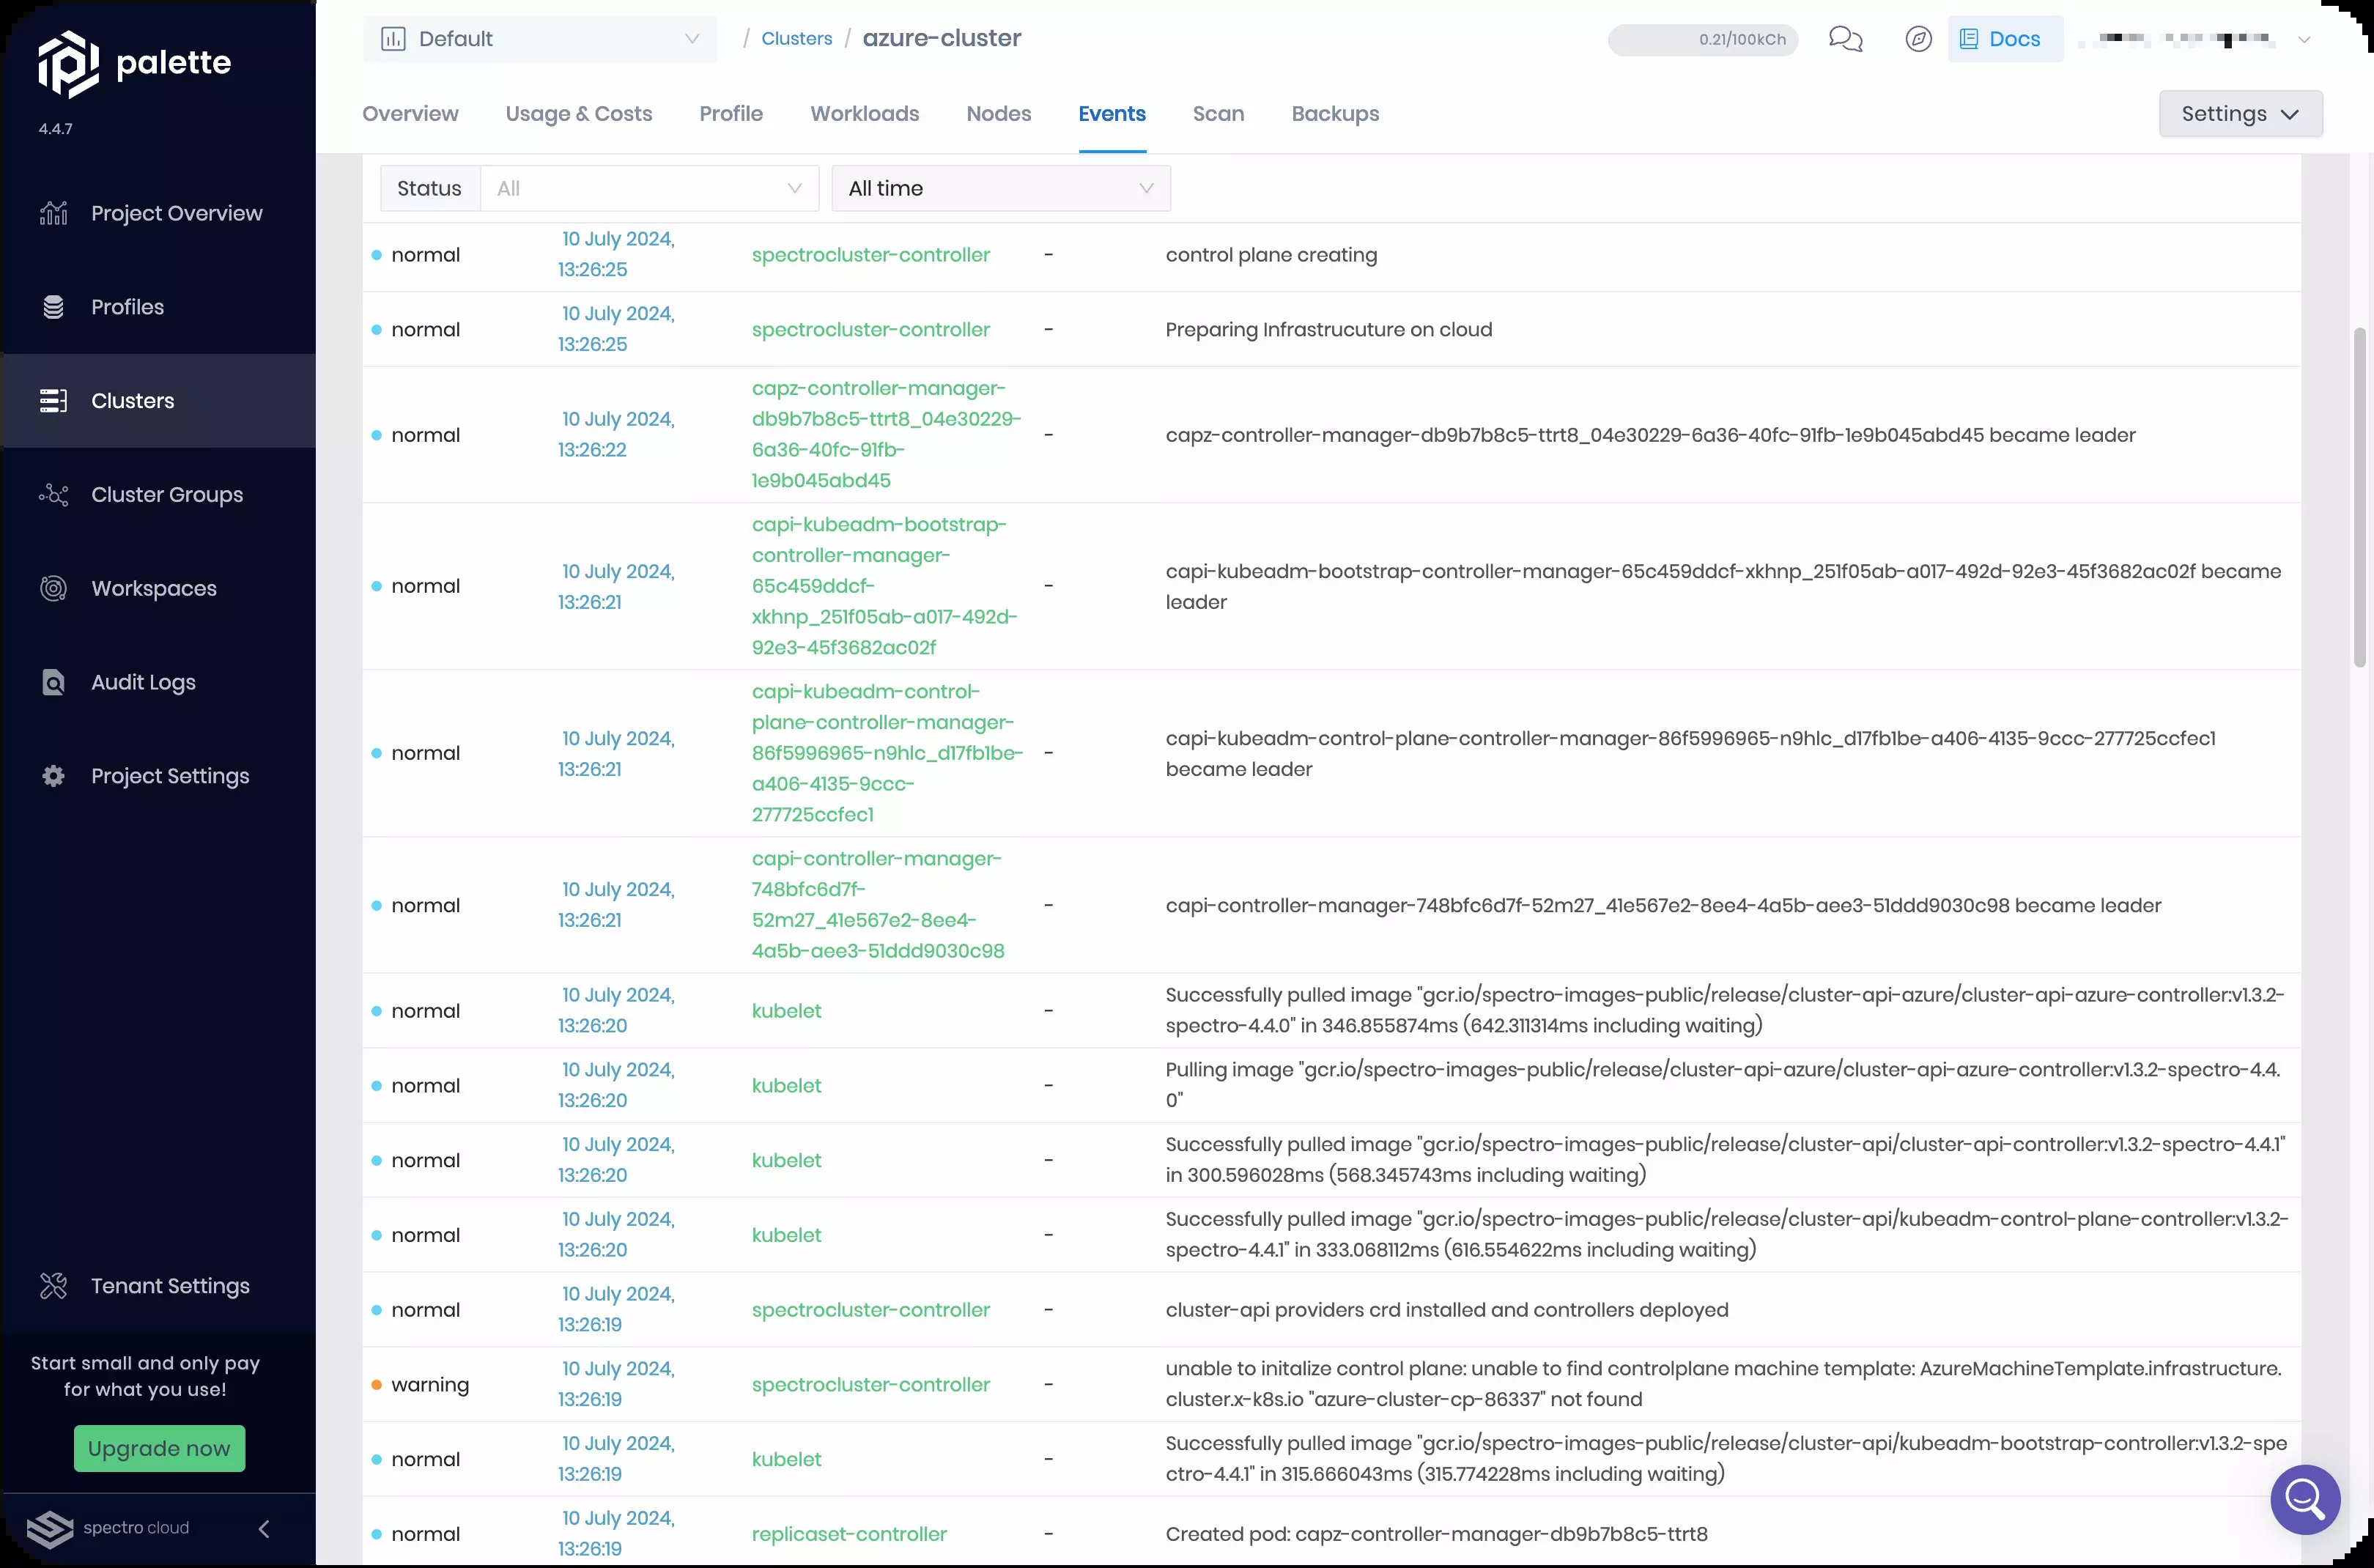 palette
4.4.7
Project Overview
Profiles
Clusters
Cluster Groups
Workspaces
Audit Logs
Project Settings
Tenant Settings
Start small and only pay
for what you use!
Upgrade now
spectro cloud
Default
/ Clusters / azure-cluster
0.21/100kCh
Docs
Overview Usage & Costs Profile Workloads Nodes Events Scan Backups
Settings
Status All All time
normal 10 July 2024, 13:26:25 spectrocluster-controller - control plane creating
normal 10 July 2024, 13:26:25 spectrocluster-controller - Preparing Infrastrucuture on cloud
normal
10 July 2024,
13:26:22
capz-controller-manager-
db9b7b8c5-ttrt8_04e30229-
6a36-40fc-91fb-
1e9b045abd45
-
capz-controller-manager-db9b7b8c5-ttrt8_04e30229-6a36-40fc-91fb-1e9b045abd45 became leader
normal
10 July 2024,
13:26:21
capi-kubeadm-bootstrap-
controller-manager-
65c459ddcf-
xkhnp_251f05ab-a017-492d-
92e3-45f3682ac02f
-
capi-kubeadm-bootstrap-controller-manager-65c459ddcf-xkhnp_251f05ab-a017-492d-92e3-45f3682ac02f became
leader
normal
10 July 2024,
13:26:21
capi-kubeadm-control-
plane-controller-manager-
86f5996965-n9hlc_d17fb1be-
a406-4135-9ccc-
277725ccfec1
-
capi-kubeadm-control-plane-controller-manager-86f5996965-n9hlc_d17fb1be-a406-4135-9ccc-277725ccfec1
became leader
normal
10 July 2024,
13:26:21
capi-controller-manager-
748bfc6d7f-
52m27_41e567e2-8ee4-
4a5b-aee3-51ddd9030c98
-
capi-controller-manager-748bfc6d7f-52m27_41e567e2-8ee4-4a5b-aee3-51ddd9030c98 became leader
normal
10 July 2024,
13:26:20
kubelet
-
Successfully pulled image "gcr.io/spectro-images-public/release/cluster-api-azure/cluster-api-azure-controller:v1.3.2-
spectro-4.4.0" in 346.855874ms (642.311314ms including waiting)
normal
10 July 2024,
13:26:20
kubelet
-
Pulling image "gcr.io/spectro-images-public/release/cluster-api-azure/cluster-api-azure-controller:v1.3.2-spectro-4.4.
0"
normal
10 July 2024,
13:26:20
kubelet
-
Successfully pulled image "gcr.io/spectro-images-public/release/cluster-api/cluster-api-controller:v1.3.2-spectro-4.4.1"
in 300.596028ms (568.345743ms including waiting)
normal
10 July 2024,
13:26:20
kubelet
-
Successfully pulled image "gcr.io/spectro-images-public/release/cluster-api/kubeadm-control-plane-controller:v1.3.2-
spectro-4.4.1" in 333.068112ms (616.554622ms including waiting)
normal
10 July 2024,
13:26:19
spectrocluster-controller
-
cluster-api providers crd installed and controllers deployed
warning
10 July 2024,
13:26:19
spectrocluster-controller
-
unable to initalize control plane: unable to find controlplane machine template: AzureMachineTemplate.infrastructure.
cluster.x-k8s.io "azure-cluster-cp-86337" not found
normal
10 July 2024,
13:26:19
kubelet
-
Successfully pulled image "gcr.io/spectro-images-public/release/cluster-api/kubeadm-bootstrap-controller:v1.3.2-spe
ctro-4.4.1" in 315.666043ms (315.774228ms including waiting)
normal
10 July 2024,
13:26:19
replicaset-controller
-
Created pod: capz-controller-manager-db9b7b8c5-ttrt8